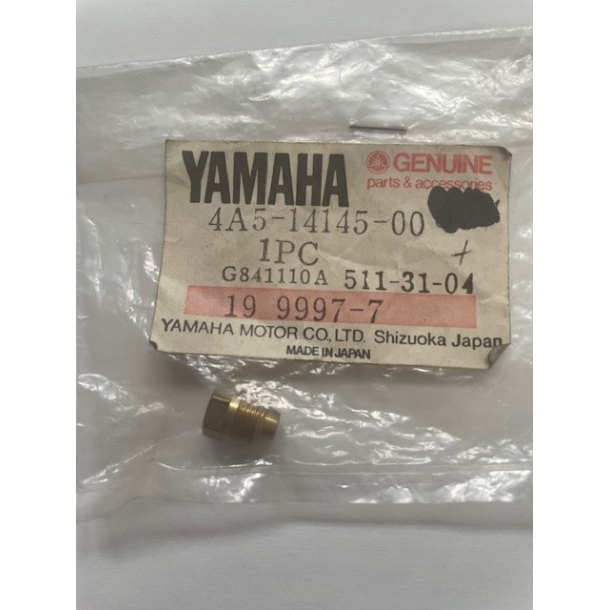 YAMAHA GENUINE
parts & accessories
4A5-14145-00
1PC +
G841110A 511-31-04
19 9997-7
YAMAHA MOTOR CO., LTD. Shizuoka Japan
MADE IN JAPAN